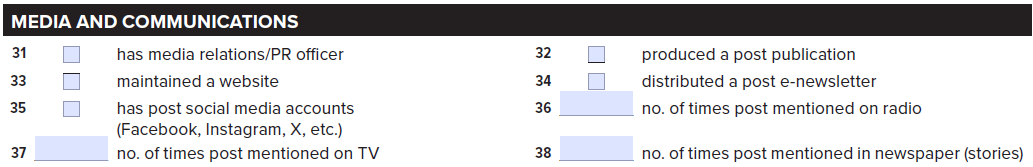 MEDIA AND COMMUNICATIONS
31 has media relations/PR officer 32 produced a post publication
33 maintained a website 34 distributed a post e-newsletter
35 has post social media accounts 36 no. of times post mentioned on radio
(Facebook, Instagram, X, etc.)
37 no. of times post mentioned on TV 38 no. of times post mentioned in newspaper (stories)